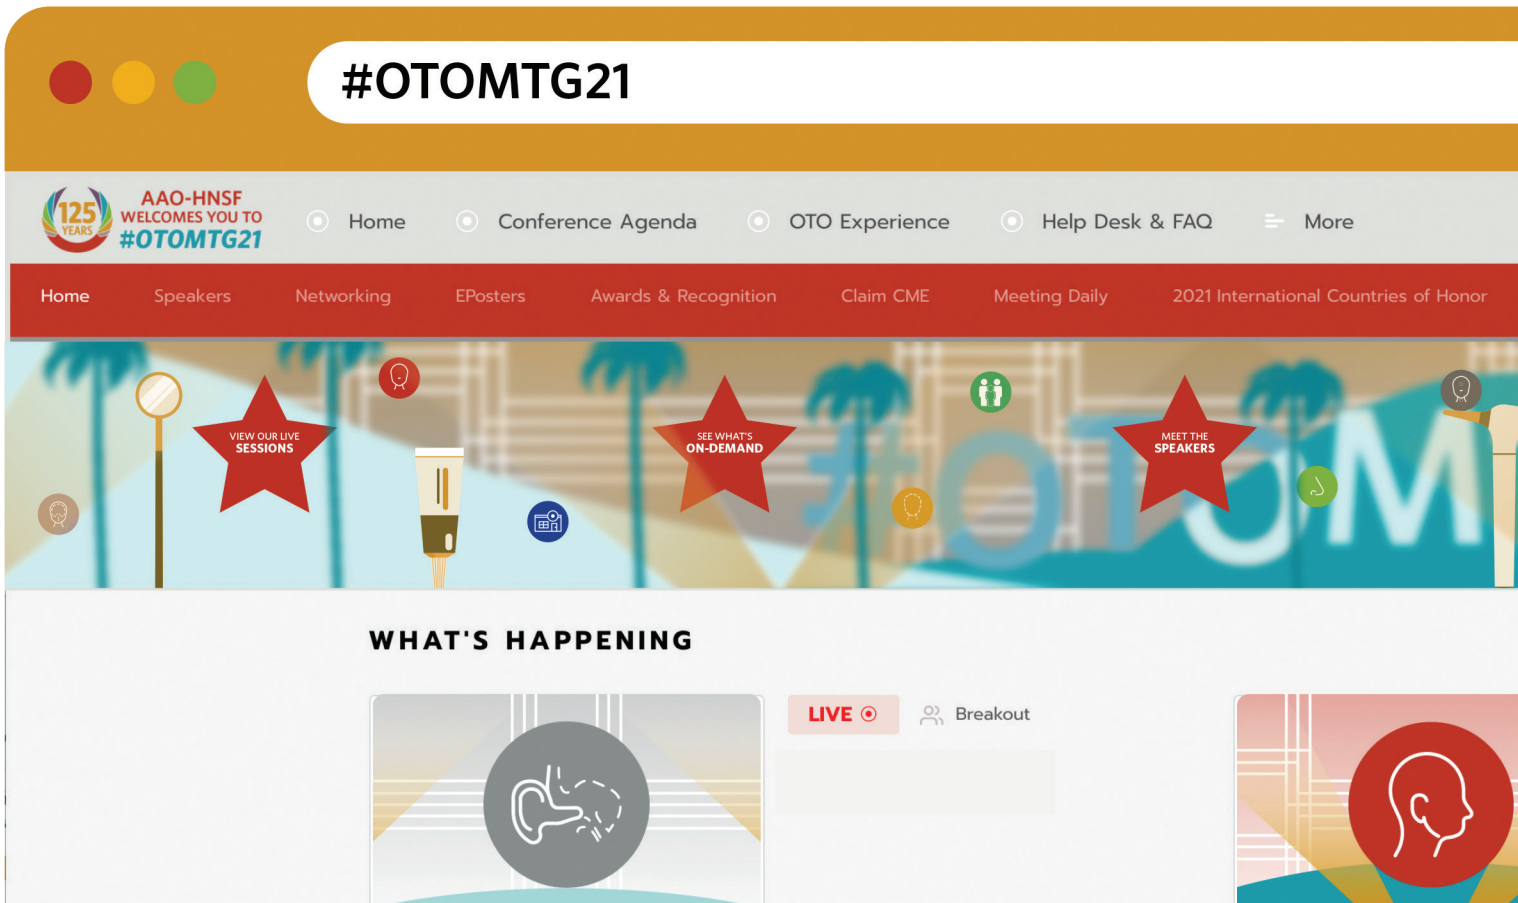 #OTOMTG21
125
YEARS
AAO-HNSF
WELCOMES YOU TO
#OTOMTG21
Home
Conference Agenda
OTO Experience
Help Desk & FAQ
More
Home
Speakers
Networking
EPosters
Awards & Recognition
Claim CME
Meeting Daily
2021 International Countries of Honor
VIEW OUR LIVE
SESSIONS
SEE WHAT'S
ON-DEMAND
MEET THE
SPEAKERS
#OTOM
WHAT'S HAPPENING
LIVE
Breakout